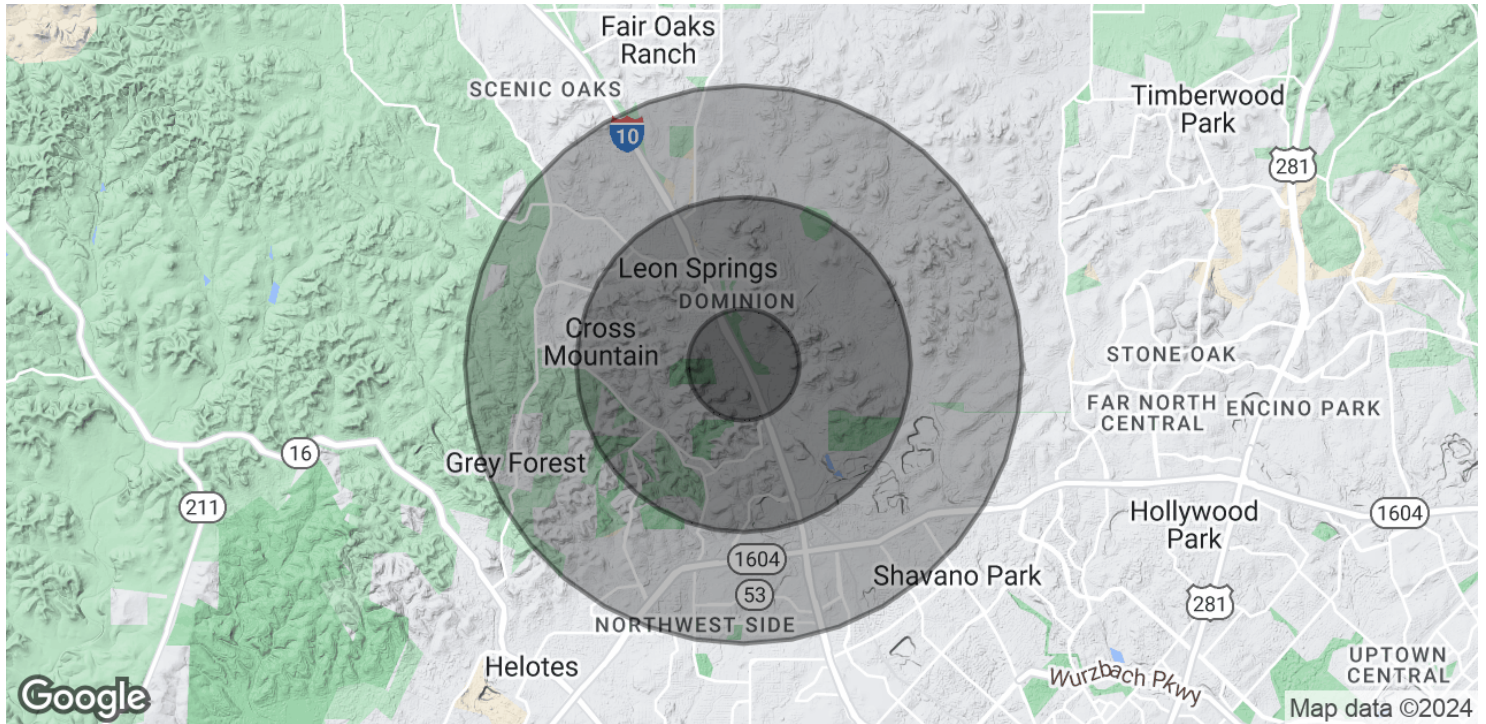 Fair Oaks
Ranch
SCENIC OAKS
10
Timberwood
Park
281
Leon Springs
DOMINION
Cross
Mountain
STONE OAK
FAR NORTH
CENTRAL
ENCINO PARK
16
Grey Forest
211
Hollywood
Park
1604
1604
Shavano Park
53
281
NORTHWEST SIDE
Helotes
UPTOWN
CENTRAL
Wurzbach Pkwy
Google
Map data ©2024